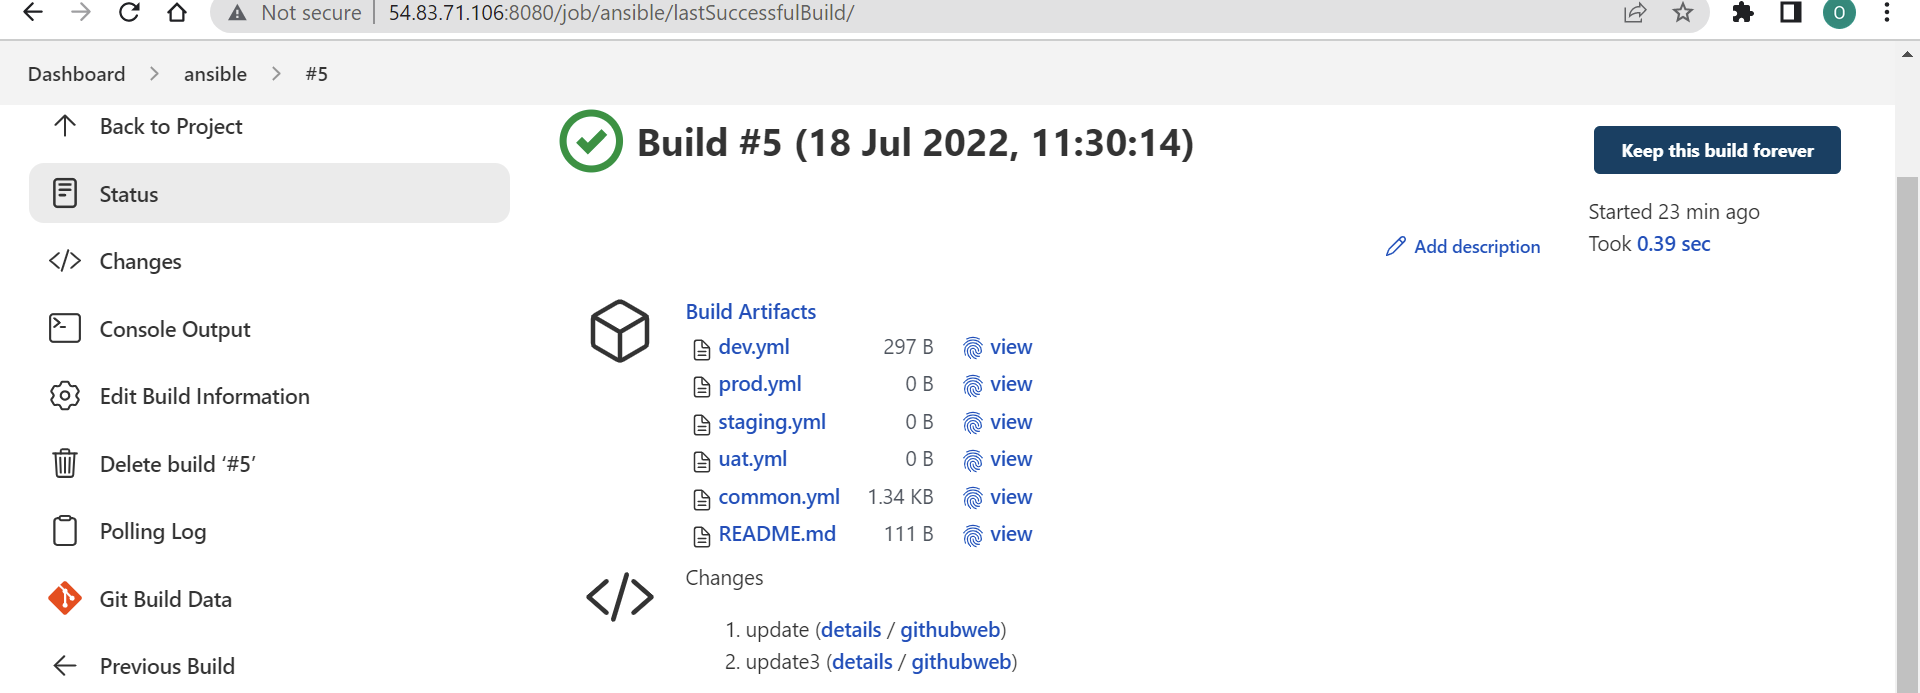 Not secure 54.83.71.106:8080/job/ansible/lastSuccessfulBuild/ O
Dashboard ansible #5
Back to Project
Status
Changes
Console Output
Edit Build Information
Delete build ‘#5’
Polling Log
Git Build Data
Previous Build
Build #5 (18 Jul 2022, 11:30:14)
Keep this build forever
Started 23 min ago
Took 0.39 sec
Add description
Build Artifacts
dev.yml 297 B view
prod.yml 0 B view
staging.yml 0 B view
uat.yml 0 B view
common.yml 1.34 KB view
README.md 111 B view
Changes
1. update (details / githubweb)
2. update3 (details / githubweb)